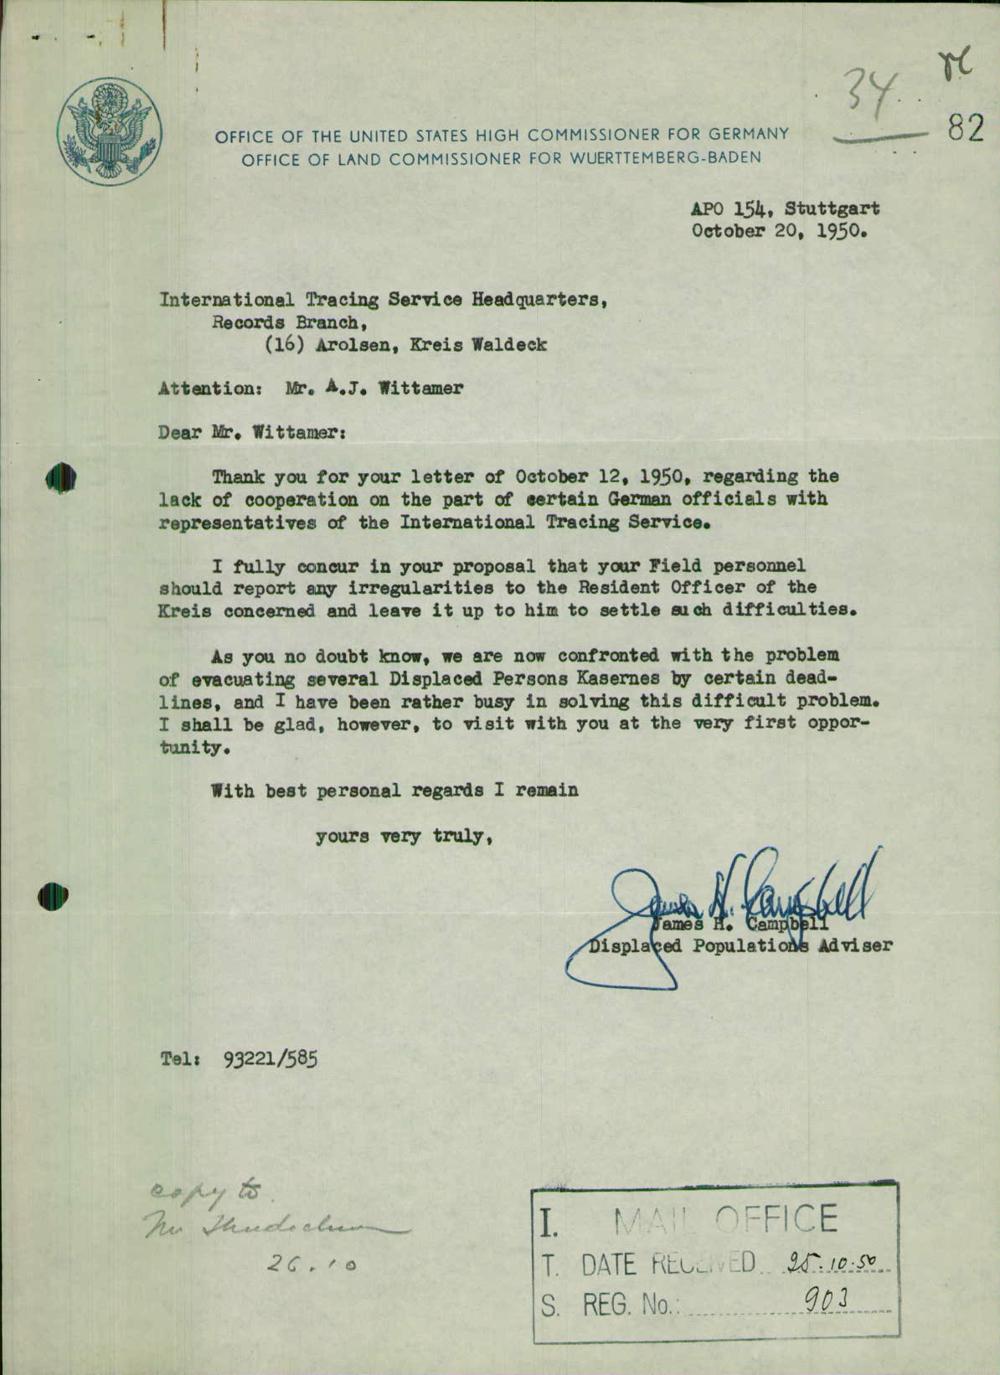 34
82
OFFICE OF THE UNITED STATES HIGH COMMISSIONER FOR GERMANY
OFFICE OF LAND COMMISSIONER FOR WUERTTEMBERG-BADEN
APO 154, Stuttgart
October 20, 1950.
International Tracing Service Headquarters,
Records Branch,
(16) Arolsen, Kreis Waldeck
Attention: Mr. A.J. Wittamer
Dear Mr. Wittamer:
Thank you for your letter of October 12, 1950, regarding the
lack of cooperation on the part of certain German officials with
representatives of the International Tracing Service.
I fully concur in your proposal that your Field personnel
should report any irregularities to the Resident Officer of the
Kreis concerned and leave it up to him to settle such difficulties.
As you no doubt know, we are now confronted with the problem
of evacuating several Displaced Persons Kasernes by certain dead-
lines, and I have been rather busy in solving this difficult problem.
I shall be glad, however, to visit with you at the very first oppor-
tunity.
With best personal regards I remain
yours very truly,
James H. Campbell
James H. Campbell
Displaced Populations Adviser
Tel: 93221/585
copy to
Mr
26.10
I. MAIL OFFICE
T. DATE RECEIVED 25.10.50
S. REG. No.: 903